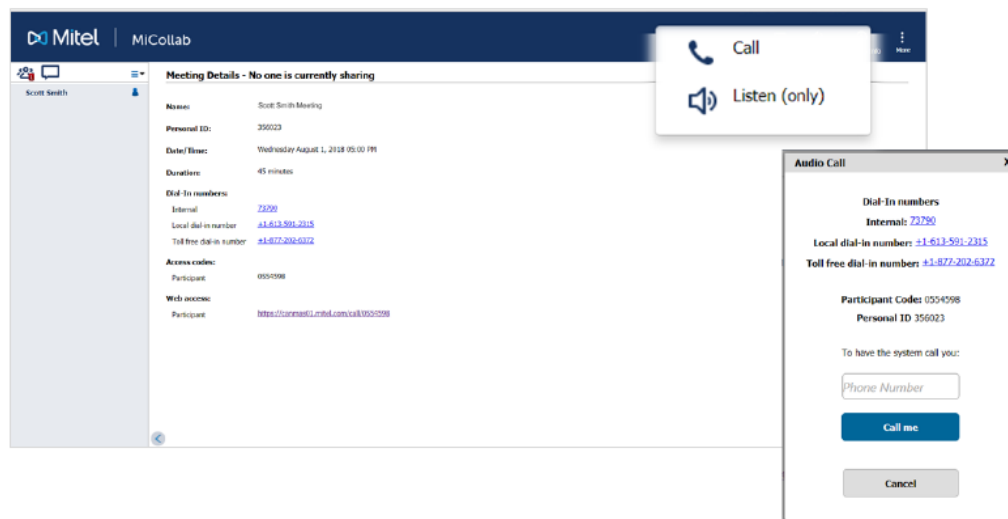 Mitel | MiCollab
Call
Listen (only)
More
Scott Smith
Meeting Details - No one is currently sharing
Name: Scott Smith Meeting
Personal ID: 356023
Date/Time: Wednesday August 1, 2018 05:00 PM
Duration: 45 minutes
Dial-In numbers:
Internal 73790
Local dial-in number +1-613-591-2315
Toll free dial-in number +1-877-202-6372
Access codes:
Participant 0554598
Web access:
Participant https://canmas01.mitel.com/call/0554598
Audio Call X
Dial-In numbers
Internal: 73790
Local dial-in number: +1-613-591-2315
Toll free dial-in number: +1-877-202-6372
Participant Code: 0554598
Personal ID 356023
To have the system call you:
Phone Number
Call me
Cancel